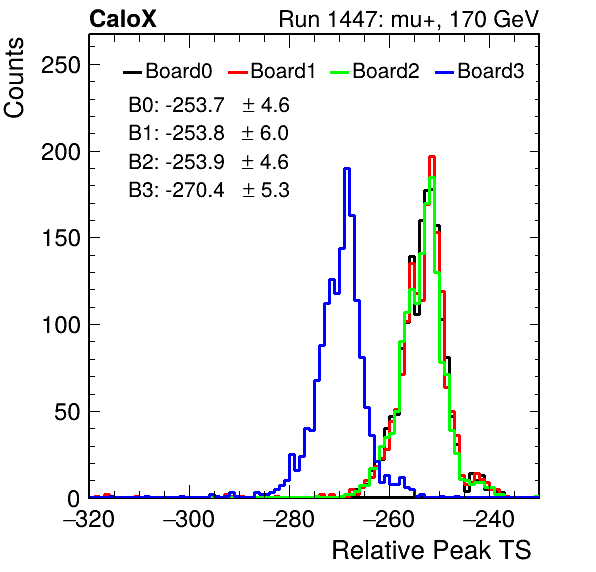 CaloX Run 1447: mu+, 170 GeV
Counts
250
200
150
100
50
0
Board0 Board1 Board2 Board3
B0: -253.7 ± 4.6
B1: -253.8 ± 6.0
B2: -253.9 ± 4.6
B3: -270.4 ± 5.3
−320 −300 −280 −260 −240
Relative Peak TS